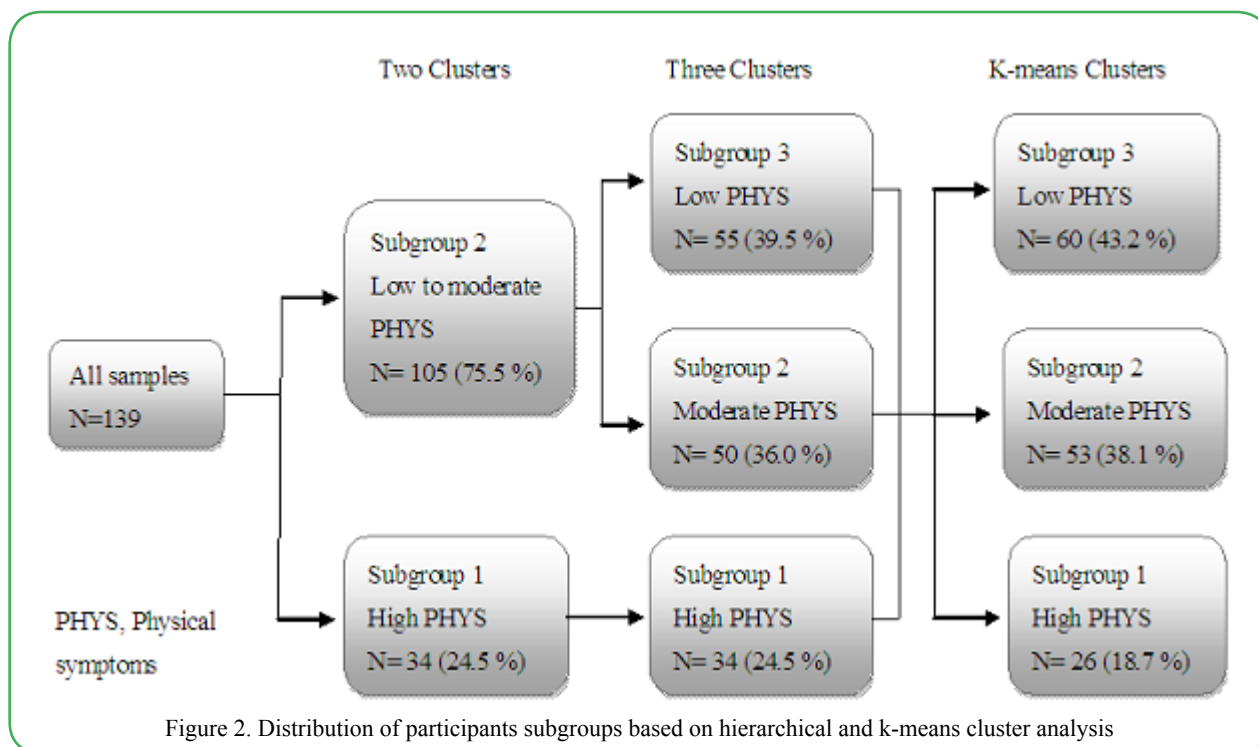 Two Clusters
Three Clusters
K-means Clusters
All samples
N=139
Subgroup 2
Low to moderate
PHYS
N= 105 (75.5 %)
Subgroup 1
High PHYS
N= 34 (24.5 %)
Subgroup 3
Low PHYS
N= 55 (39.5 %)
Subgroup 2
Moderate PHYS
N= 50 (36.0 %)
Subgroup 1
High PHYS
N= 34 (24.5 %)
Subgroup 3
Low PHYS
N= 60 (43.2 %)
Subgroup 2
Moderate PHYS
N= 53 (38.1 %)
Subgroup 1
High PHYS
N= 26 (18.7 %)
PHYS, Physical
symptoms
Figure 2. Distribution of participants subgroups based on hierarchical and k-means cluster analysis